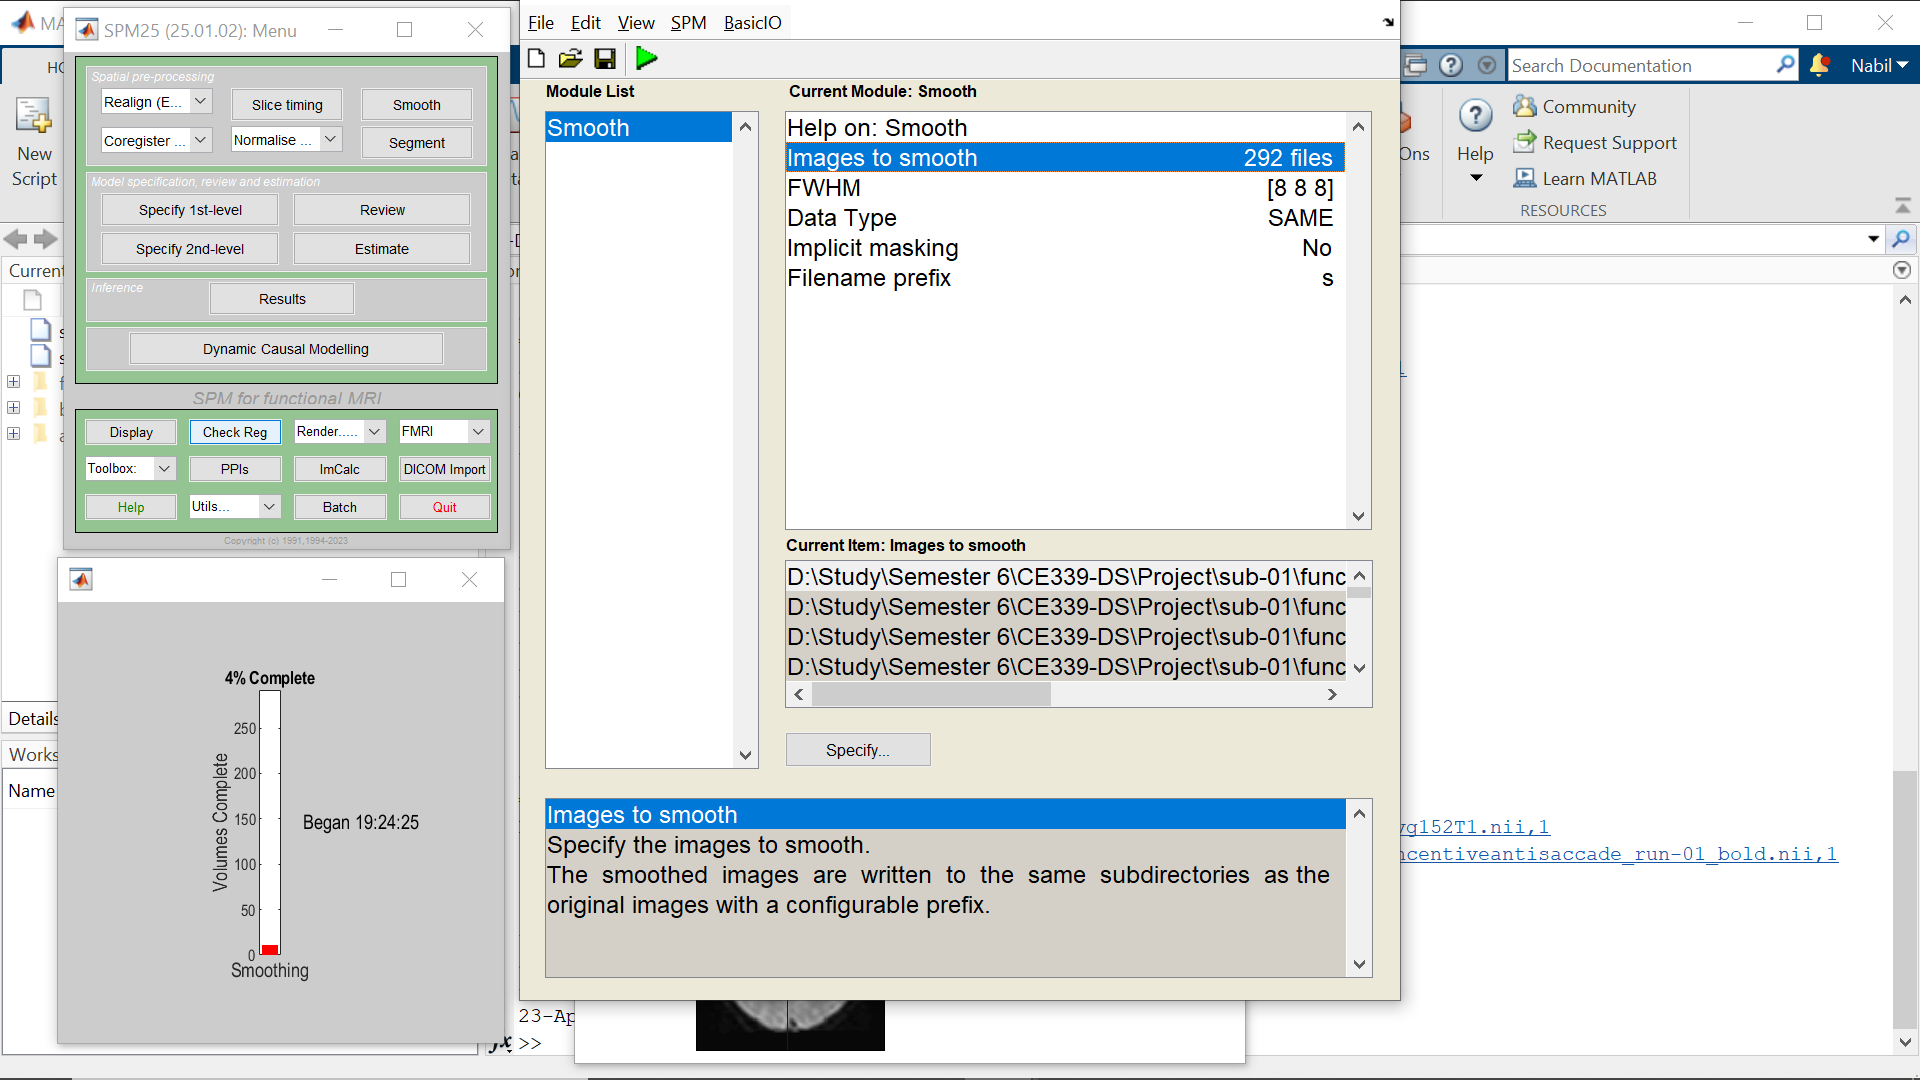 MA
SPM25 (25.01.02): Menu
Spatial pre-processing
Realign (E...
Slice timing
Smooth
Coregister ...
Normalise ...
Segment
Model specification, review and estimation
Specify 1st-level
Review
Specify 2nd-level
Estimate
Inference
Results
Dynamic Causal Modelling
SPM for functional MRI
Display
Check Reg
Render.....
FMRI
Toolbox:
PPIs
ImCalc
DICOM Import
Help
Utils...
Batch
Quit
Copyright (c) 1991,1994-2023
4% Complete
250
200
150
100
50
0
Volumes Complete
Began 19:24:25
Smoothing
HO
New
Script
Current
Details
Works
Name
File Edit View SPM BasicIO
Module List
Smooth
Current Module: Smooth
Help on: Smooth
Images to smooth 292 files
FWHM [8 8 8]
Data Type SAME
Implicit masking No
Filename prefix s
Current Item: Images to smooth
D:\Study\Semester 6\CE339-DS\Project\sub-01\func
D:\Study\Semester 6\CE339-DS\Project\sub-01\func
D:\Study\Semester 6\CE339-DS\Project\sub-01\func
D:\Study\Semester 6\CE339-DS\Project\sub-01\func
Specify...
Images to smooth
Specify the images to smooth.
The smoothed images are written to the same subdirectories as the
original images with a configurable prefix.
Search Documentation
Nabil
Ons
Help
Community
Request Support
Learn MATLAB
RESOURCES
vg152T1.nii,1
ncentiveantisaccade_run-01_bold.nii,1
23-Ap
fx >>